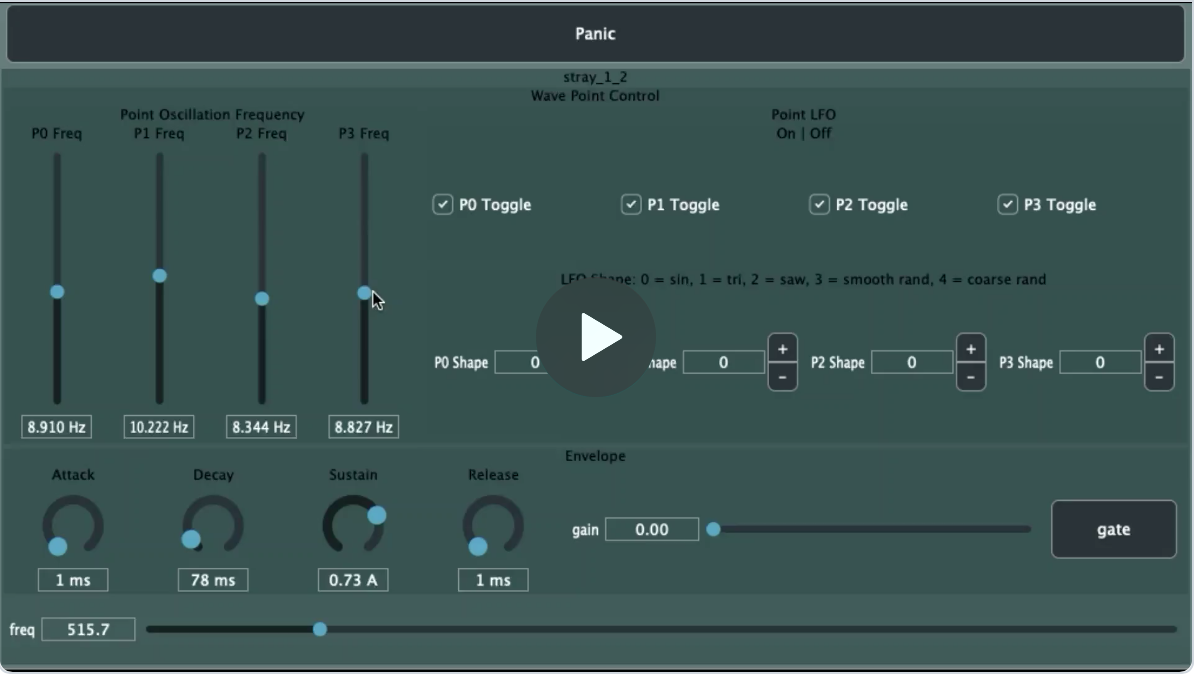 Panic
stray_1_2
Wave Point Control
Point Oscillation Frequency
P0 Freq P1 Freq P2 Freq P3 Freq
8.910 Hz 10.222 Hz 8.344 Hz 8.827 Hz
Point LFO
On | Off
P0 Toggle P1 Toggle P2 Toggle P3 Toggle
LFO Shape: 0 = sin, 1 = tri, 2 = saw, 3 = smooth rand, 4 = coarse rand
P0 Shape 0 0 + - P2 Shape 0 + - P3 Shape 0 + -
Envelope
Attack Decay Sustain Release
1 ms 78 ms 0.73 A 1 ms
gain 0.00
gate
freq 515.7